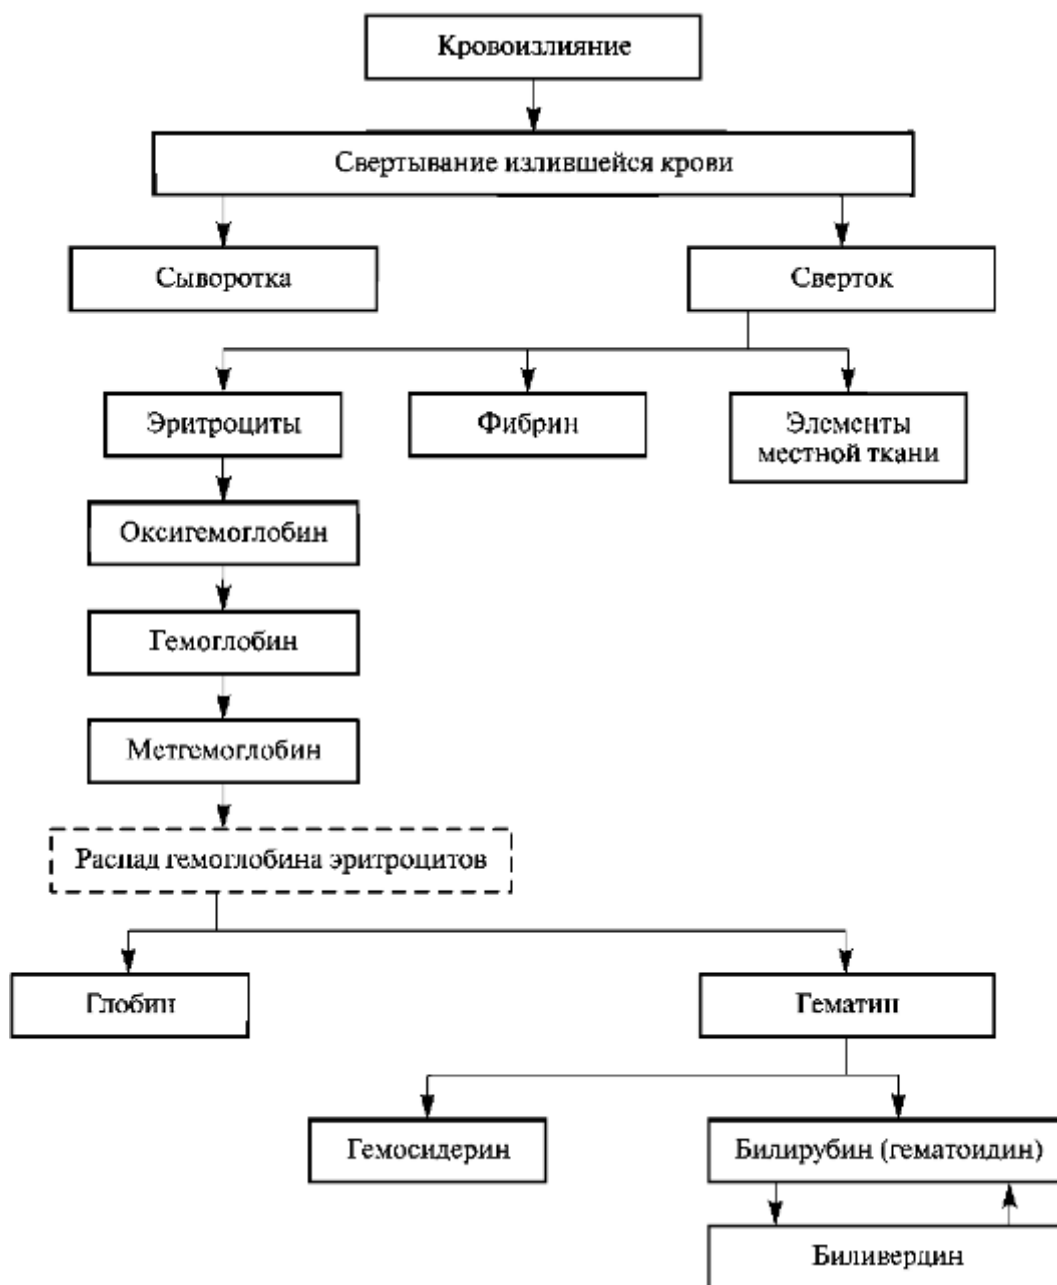 Кровоизлияние
Свертывание излившейся крови
Сыворотка
Сверток
Эритроциты
Фибрин
Элементы
местной ткани
Оксигемоглобин
Гемоглобин
Метгемоглобин
Распад гемоглобина эритроцитов
Глобин
Гематин
Гемосидерин
Билирубин (гематоидин)
Биливердин